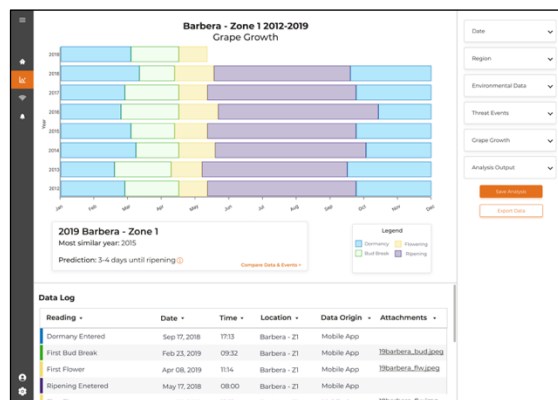 Barbera - Zone 1 2012-2019
Grape Growth
Year
2019
2018
2017
2016
2015
2014
2013
2012
Jan Feb Mar Apr May Jun Jul Aug Sep Oct Nov Dec
2019 Barbera - Zone 1
Most similar year: 2015
Prediction: 3-4 days until ripening
Compare Data & Events
Legend
Dormancy Flowering
Bud Break Ripening
Date
Region
Environmental Data
Threat Events
Grape Growth
Analysis Output
Save Analysis
Export Data
Data Log
Reading Date Time Location Data Origin Attachments
Dormany Entered Sep 17, 2018 17:13 Barbera - Z1 Mobile App
First Bud Break Feb 23, 2019 09:32 Barbera - Z1 Mobile App 19barbera_bud.jpeg
First Flower Apr 08, 2019 11:14 Barbera - Z1 Mobile App 19barbera_flw.jpeg
Ripening Enetered May 17, 2018 08:00 Barbera - Z1 Mobile App